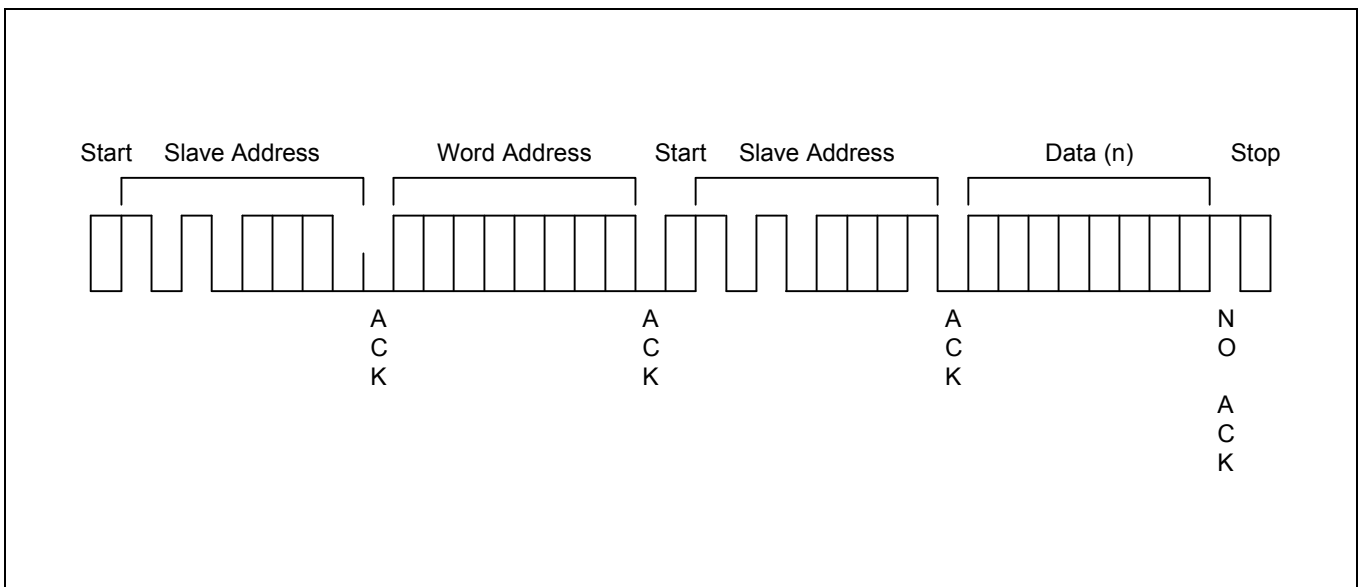 Start Slave Address Word Address Start Slave Address Data (n) Stop
A A A N
C C C O
K K K
A
C
K